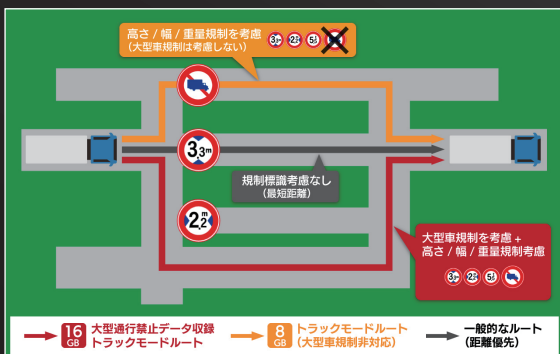 高さ / 幅 / 重量規制を考慮
(大型車規制は考慮しない)
3.3m
規制標識考慮なし
(最短距離)
2.2m
大型車規制を考慮 +
高さ / 幅 / 重量規制考慮
16
GB
大型通行禁止データ収録
トラックモードルート
8
GB
トラックモードルート
(大型車規制非対応)
一般的なルート
(距離優先)